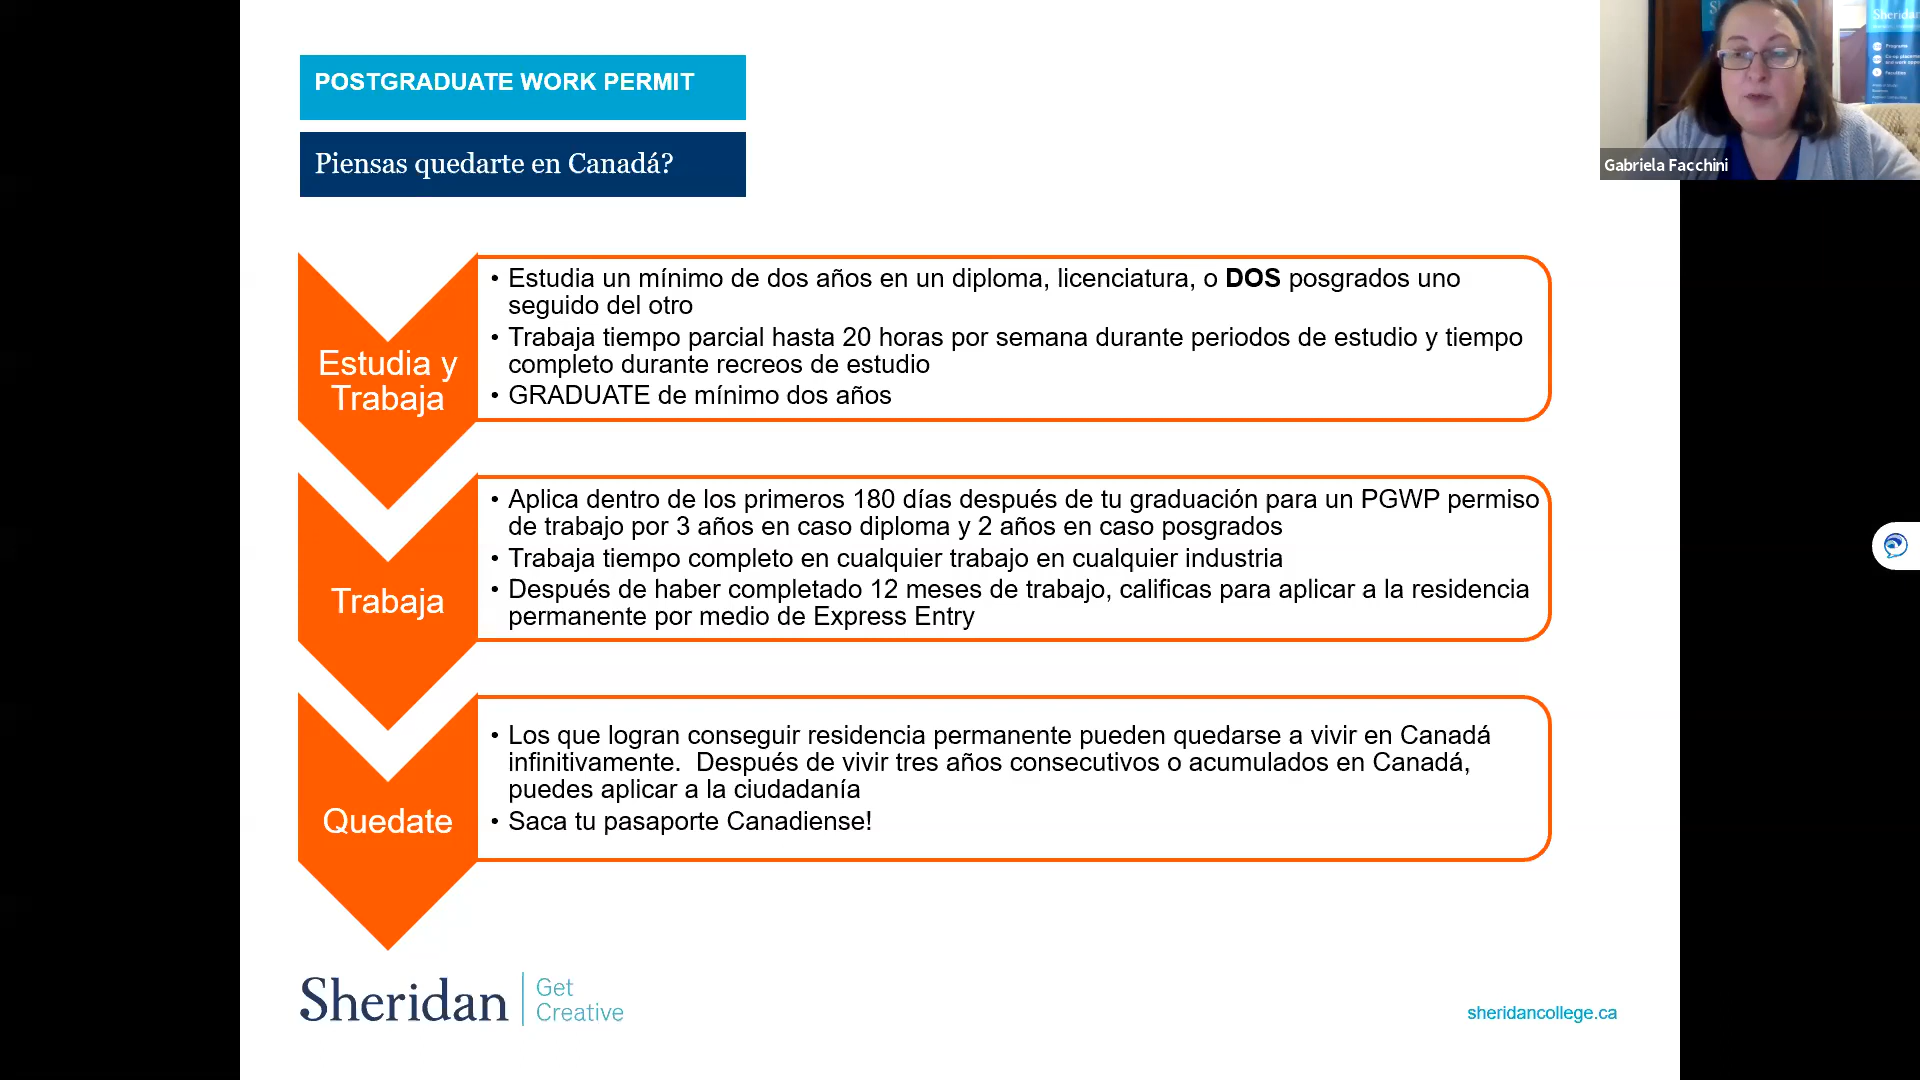 POSTGRADUATE WORK PERMIT
Piensas quedarte en Canadá?
Gabriela Facchini
Sheridan
Programs
Faculties
Estudia y
Trabaja
• Estudia un mínimo de dos años en un diploma, licenciatura, o DOS posgrados uno
seguido del otro
• Trabaja tiempo parcial hasta 20 horas por semana durante periodos de estudio y tiempo
completo durante recreos de estudio
• GRADUATE de mínimo dos años
Trabaja
• Aplica dentro de los primeros 180 días después de tu graduación para un PGWP permiso
de trabajo por 3 años en caso diploma y 2 años en caso posgrados
• Trabaja tiempo completo en cualquier trabajo en cualquier industria
• Después de haber completado 12 meses de trabajo, calificas para aplicar a la residencia
permanente por medio de Express Entry
Quedate
• Los que logran conseguir residencia permanente pueden quedarse a vivir en Canadá
infinitivamente.  Después de vivir tres años consecutivos o acumulados en Canadá,
puedes aplicar a la ciudadanía
• Saca tu pasaporte Canadiense!
Sheridan
Get
Creative
sheridancollege.ca